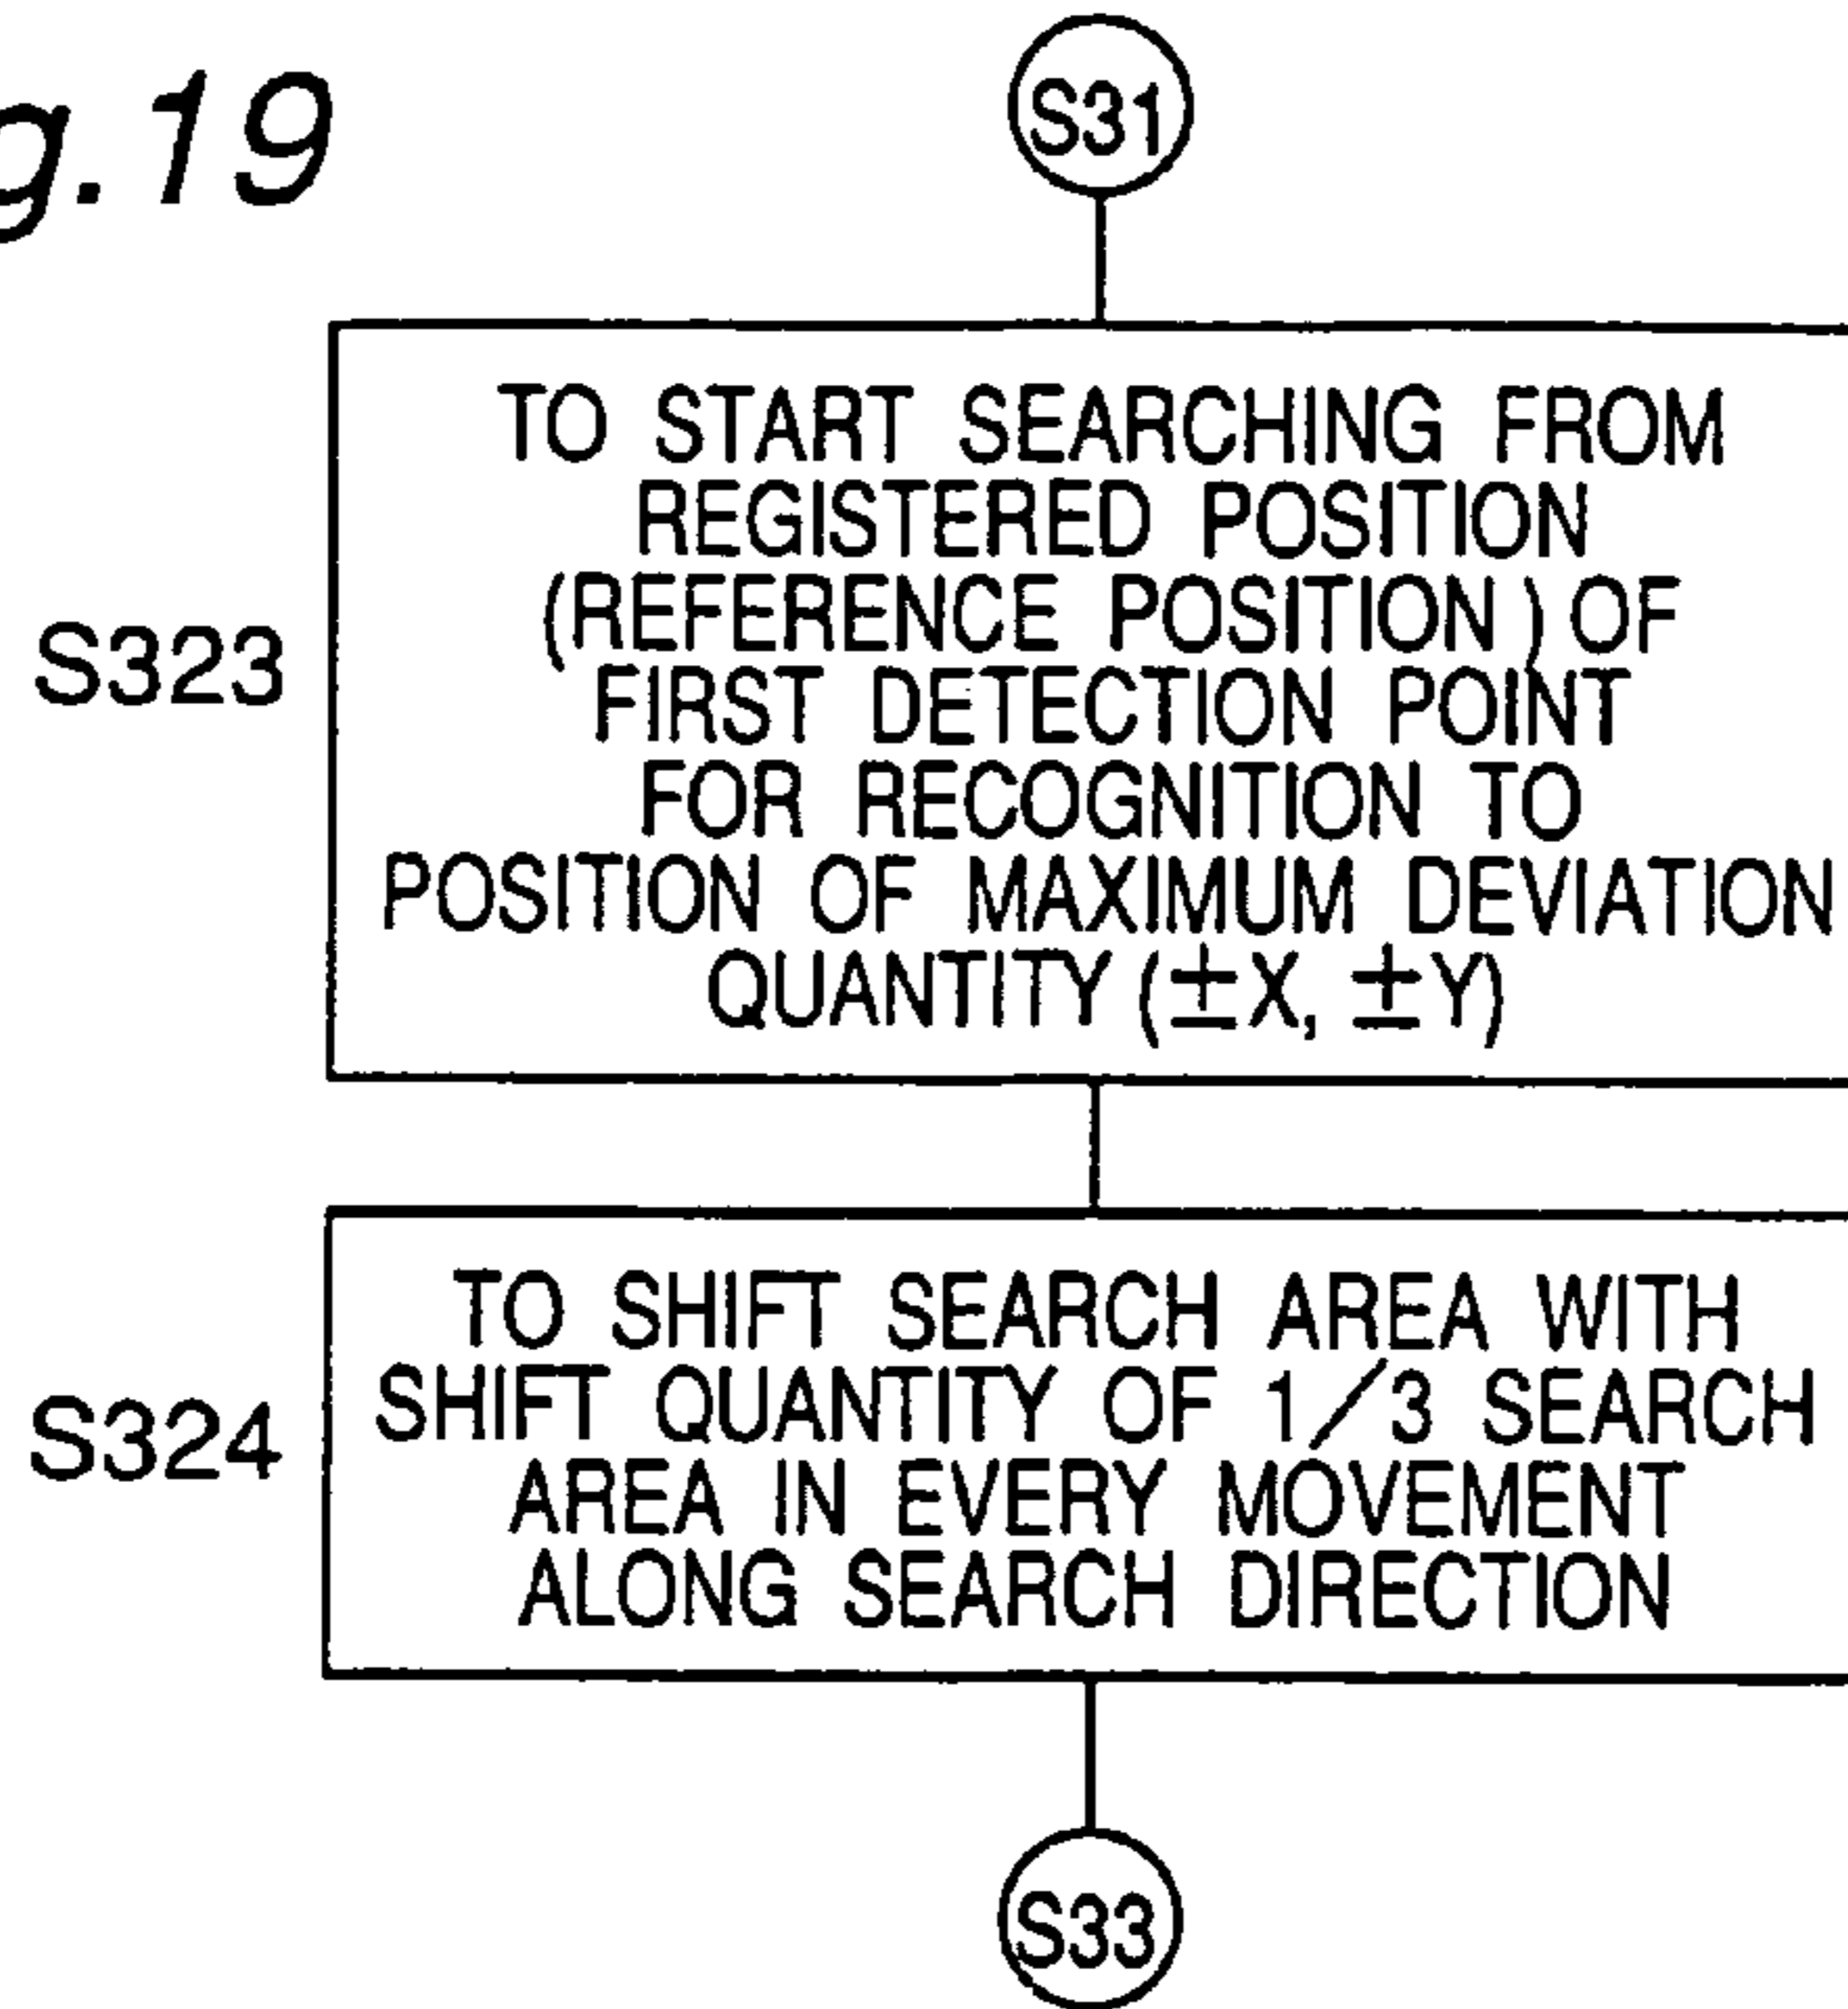 g.19
S31
TO START SEARCHING FROM
REGISTERED POSITION
(REFERENCE POSITION) OF
FIRST DETECTION POINT
FOR RECOGNITION TO
POSITION OF MAXIMUM DEVIATION
QUANTITY (±X, ±Y)
S323
TO SHIFT SEARCH AREA WITH
SHIFT QUANTITY OF 1/3 SEARCH
AREA IN EVERY MOVEMENT
ALONG SEARCH DIRECTION
S324
S33